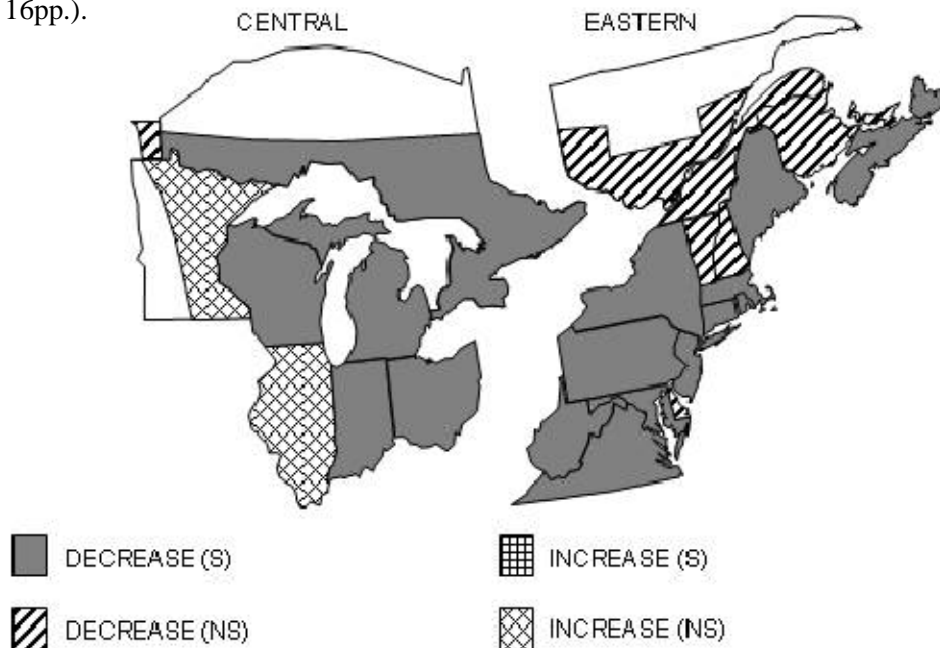 16pp.).
CENTRAL
EASTERN
DECREASE (S)
INCREASE (S)
DECREASE (NS)
INCREASE (NS)